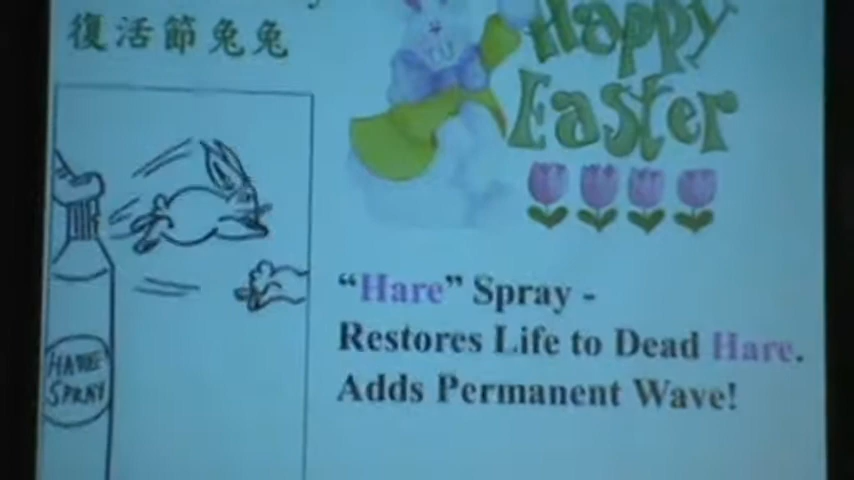 復活節兔兔
Happy
Easter
"Hare" Spray -
Restores Life to Dead Hare.
Adds Permanent Wave!
HARE
SPRAY